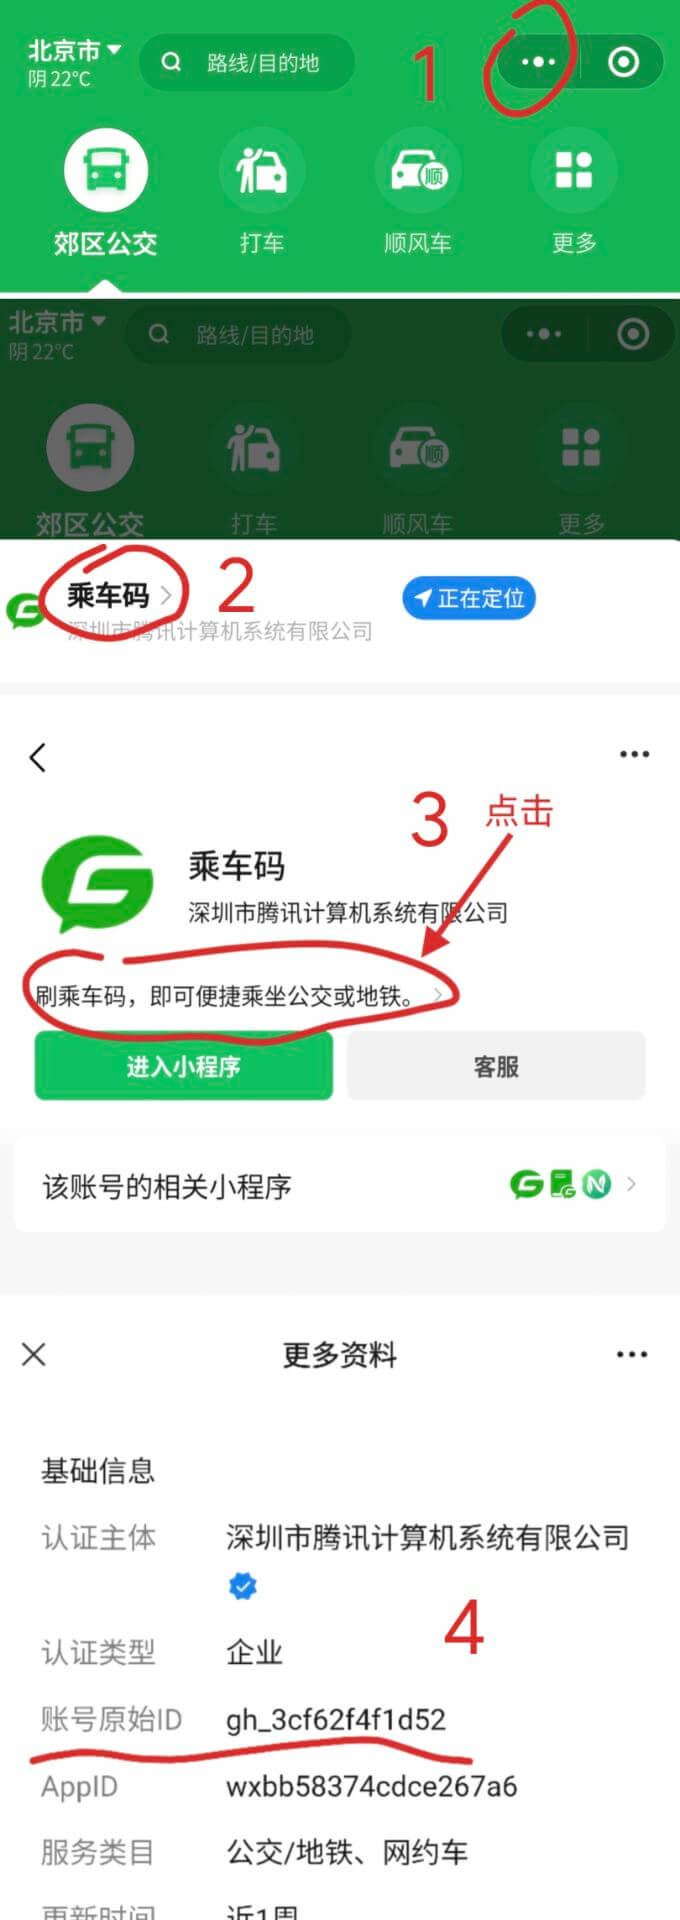 北京市
阴 22°C
路线/目的地
1
郊区公交
打车
顺
顺风车
更多
北京市
阴 22°C
路线/目的地
顺
郊区公交
打车
顺风车
更多
乘车码
2
正在定位
深圳市腾讯计算机系统有限公司
3 点击
乘车码
深圳市腾讯计算机系统有限公司
刷乘车码，即可便捷乘坐公交或地铁。
进入小程序
客服
该账号的相关小程序
更多资料
基础信息
认证主体 深圳市腾讯计算机系统有限公司
4
认证类型 企业
账号原始ID gh_3cf62f4f1d52
AppID wxbb58374cdce267a6
服务类目 公交/地铁、网约车
更新时间 近1周